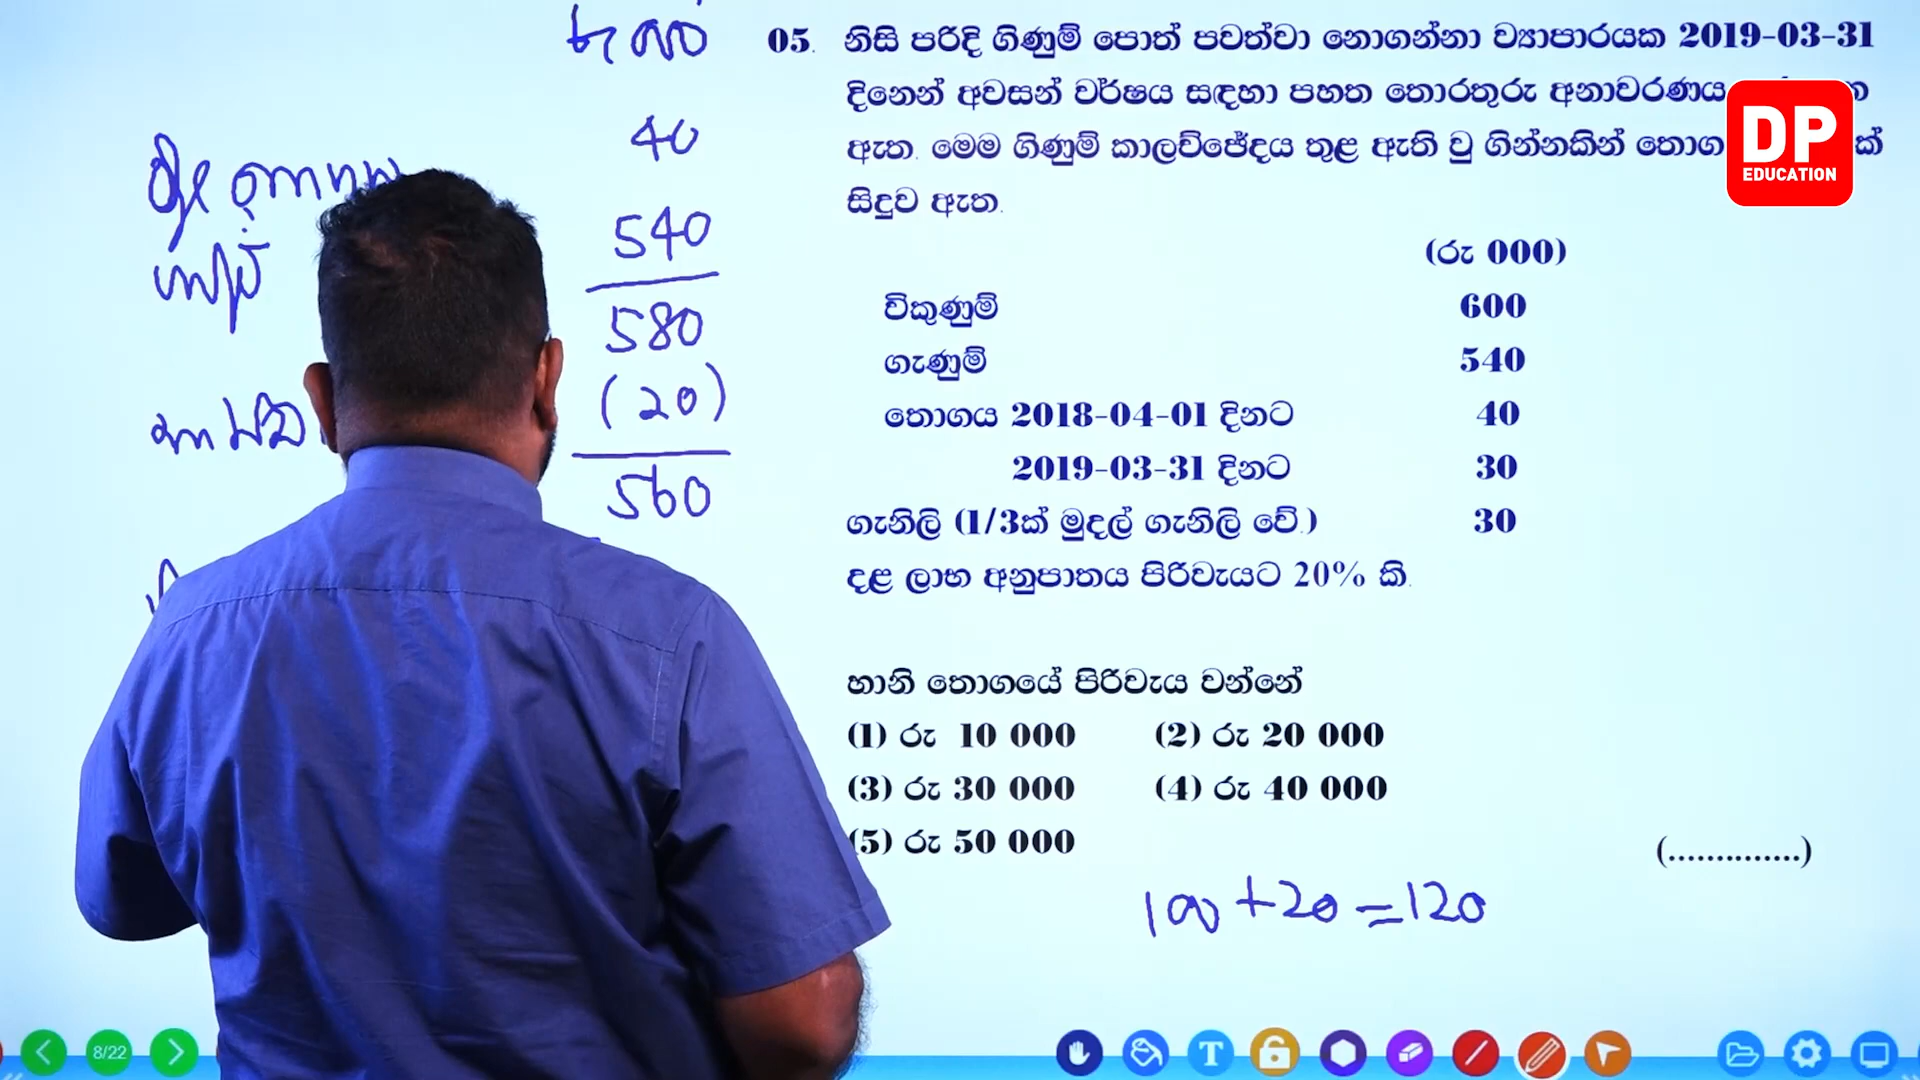 රු 000
40
540
580
(20)
560
05. නිසි පරිදි ගිණුම් පොත් පවත්වා නොගන්නා ව්‍යාපාරයක 2019-03-31
දිනෙන් අවසන් වර්ෂය සඳහා පහත තොරතුරු අනාවරණය
ඇත. මෙම ගිණුම් කාලච්ඡේදය තුළ ඇති වු ගින්නකින් තොග
සිදුව ඇත.
(රු 000)
විකුණුම් 600
ගැණුම් 540
තොගය 2018-04-01 දිනට 40
2019-03-31 දිනට 30
ගැනිලි (1/3ක් මුදල් ගැනිලි වේ.) 30
දළ ලාභ අනුපාතය පිරිවැයට 20% කි.
හානි තොගයේ පිරිවැය වන්නේ
(1) රු 10 000 (2) රු 20 000
(3) රු 30 000 (4) රු 40 000
(5) රු 50 000
(..............)
100 + 20 = 120
DP
EDUCATION
8/22
T